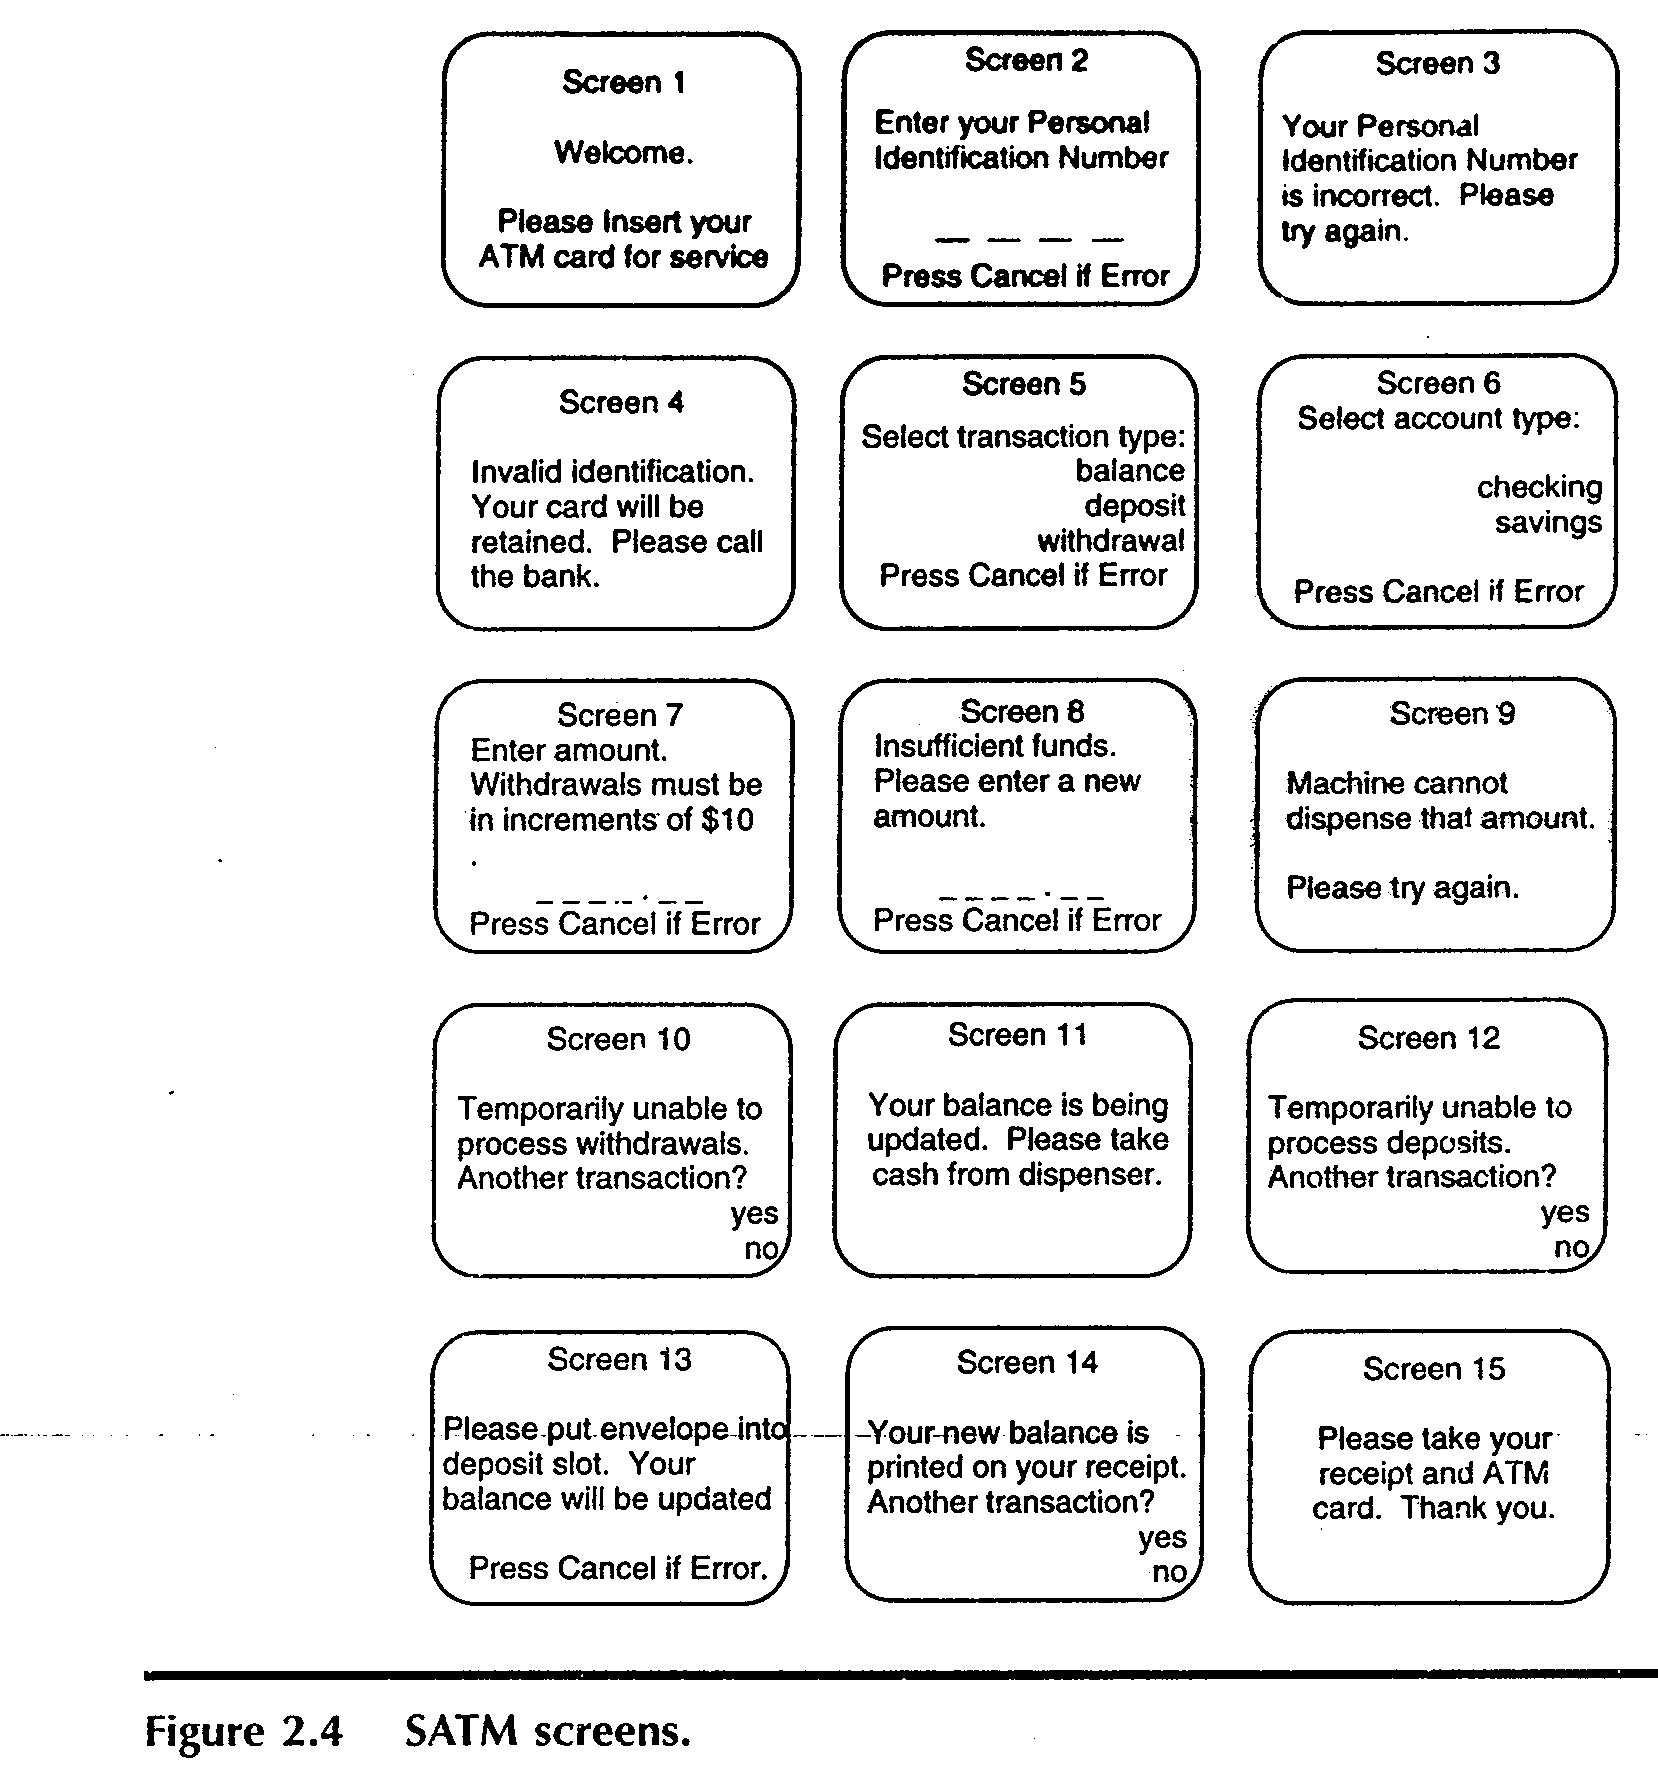 Screen 1
Welcome.
Please Insert your
ATM card for service
Screen 2
Enter your Personal
Identification Number
_ _ _ _
Press Cancel if Error
Screen 3
Your Personal
Identification Number
is incorrect. Please
try again.
Screen 4
Invalid identification.
Your card will be
retained. Please call
the bank.
Screen 5
Select transaction type:
balance
deposit
withdrawal
Press Cancel if Error
Screen 6
Select account type:
checking
savings
Press Cancel if Error
Screen 7
Enter amount.
Withdrawals must be
in increments of $10
_ _ _ _ . _ _
Press Cancel if Error
Screen 8
Insufficient funds.
Please enter a new
amount.
_ _ _ _ . _ _
Press Cancel if Error
Screen 9
Machine cannot
dispense that amount.
Please try again.
Screen 10
Temporarily unable to
process withdrawals.
Another transaction?
yes
no
Screen 11
Your balance is being
updated. Please take
cash from dispenser.
Screen 12
Temporarily unable to
process deposits.
Another transaction?
yes
no
Screen 13
Please put envelope into
deposit slot. Your
balance will be updated
Press Cancel if Error.
Screen 14
Your new balance is
printed on your receipt.
Another transaction?
yes
no
Screen 15
Please take your
receipt and ATM
card. Thank you.
Figure 2.4 SATM screens.